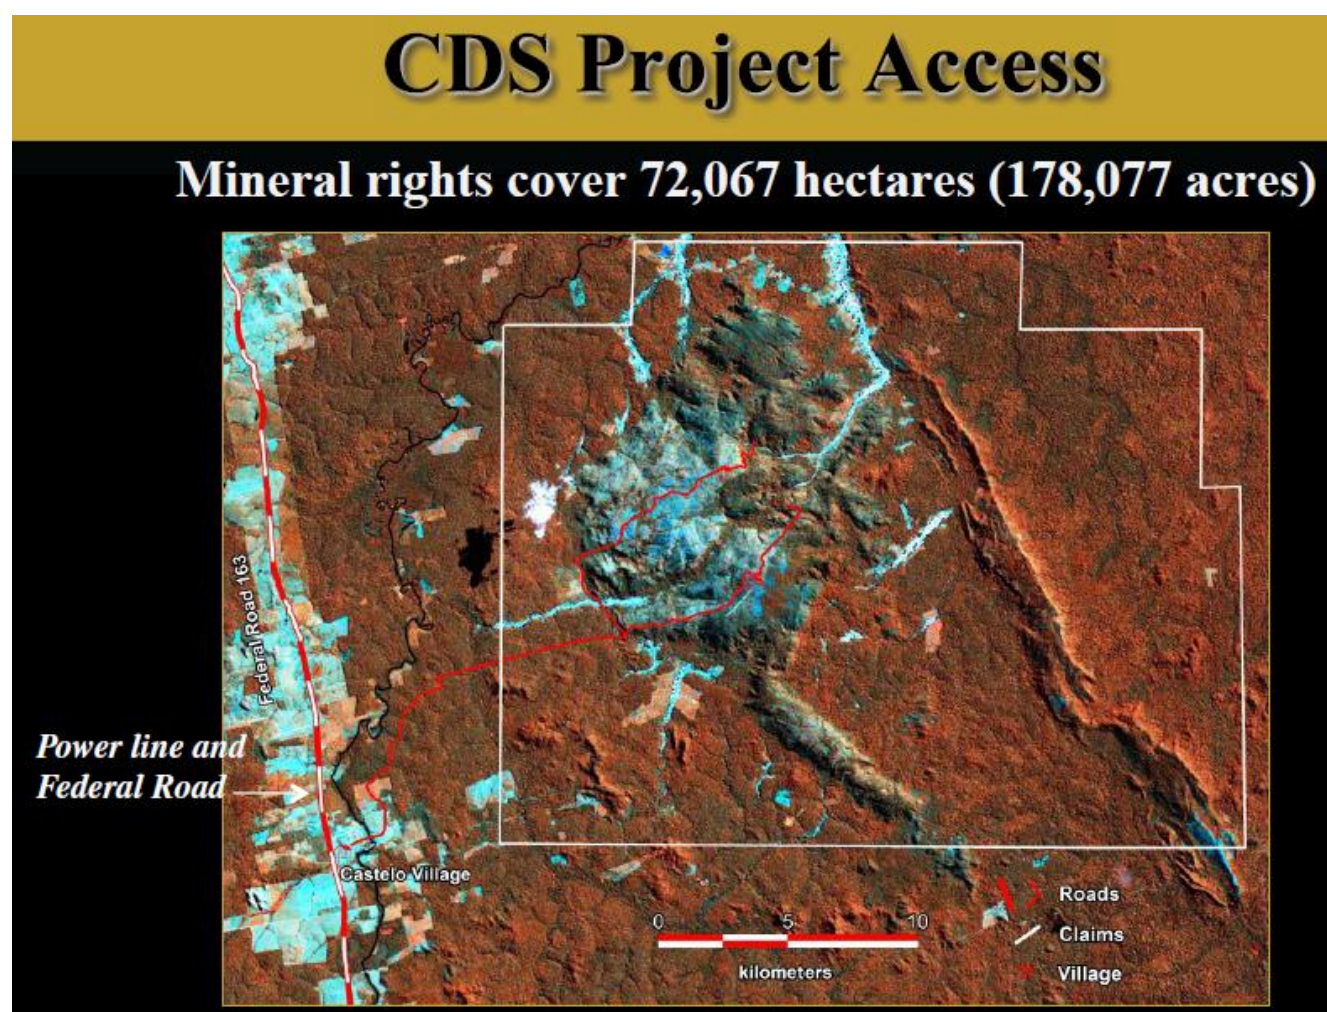 CDS Project Access
Mineral rights cover 72,067 hectares (178,077 acres)
Federal Road 163
Power line and
Federal Road
Castelo Village
0 5 10
kilometers
Roads
Claims
Village